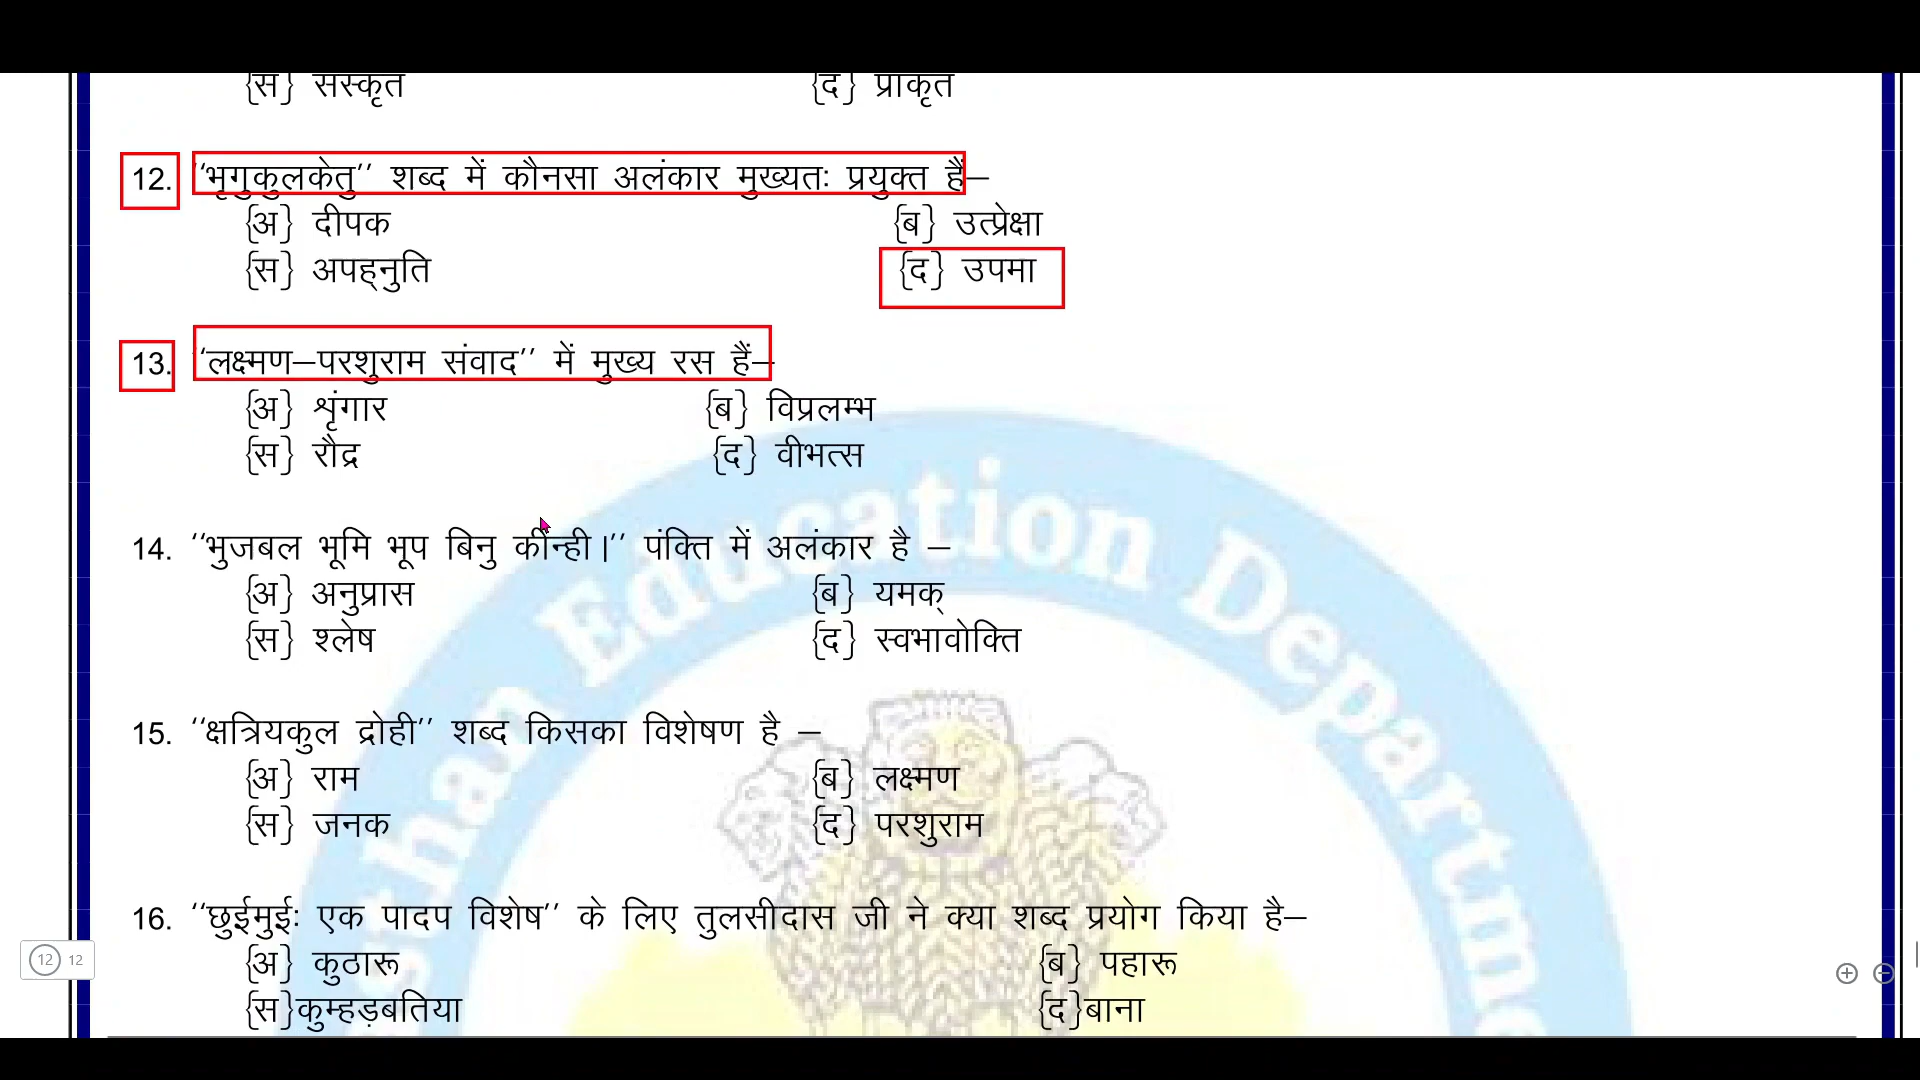 {स} संस्कृत {द} प्राकृत
12. ''भृगुकुलकेतु'' शब्द में कौनसा अलंकार मुख्यतः प्रयुक्त हैं–
{अ} दीपक {ब} उत्प्रेक्षा
{स} अपह्नुति {द} उपमा
13. ''लक्ष्मण–परशुराम संवाद'' में मुख्य रस हैं–
{अ} शृंगार {ब} विप्रलम्भ
{स} रौद्र {द} वीभत्स
14. ''भुजबल भूमि भूप बिनु कीन्ही।'' पंक्ति में अलंकार है –
{अ} अनुप्रास {ब} यमक्
{स} श्लेष {द} स्वभावोक्ति
15. ''क्षत्रियकुल द्रोही'' शब्द किसका विशेषण है –
{अ} राम {ब} लक्ष्मण
{स} जनक {द} परशुराम
16. ''छुईमुईः एक पादप विशेष'' के लिए तुलसीदास जी ने क्या शब्द प्रयोग किया है–
{अ} कुठारू {ब} पहारू
{स}कुम्हड़बतिया {द}बाना
12 12
Education Department